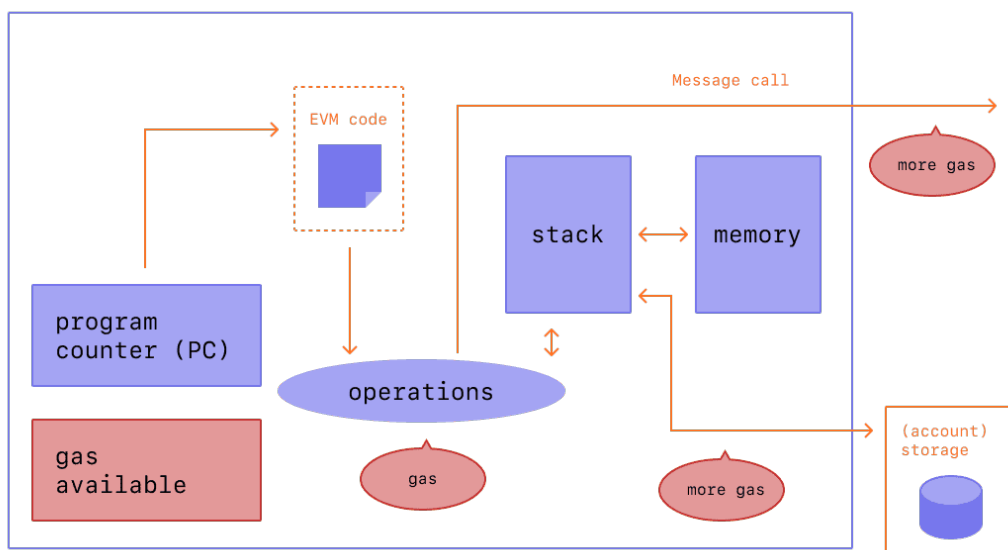 Message call
EVM code
more gas
stack
memory
program
counter (PC)
operations
gas
available
gas
more gas
(account)
storage